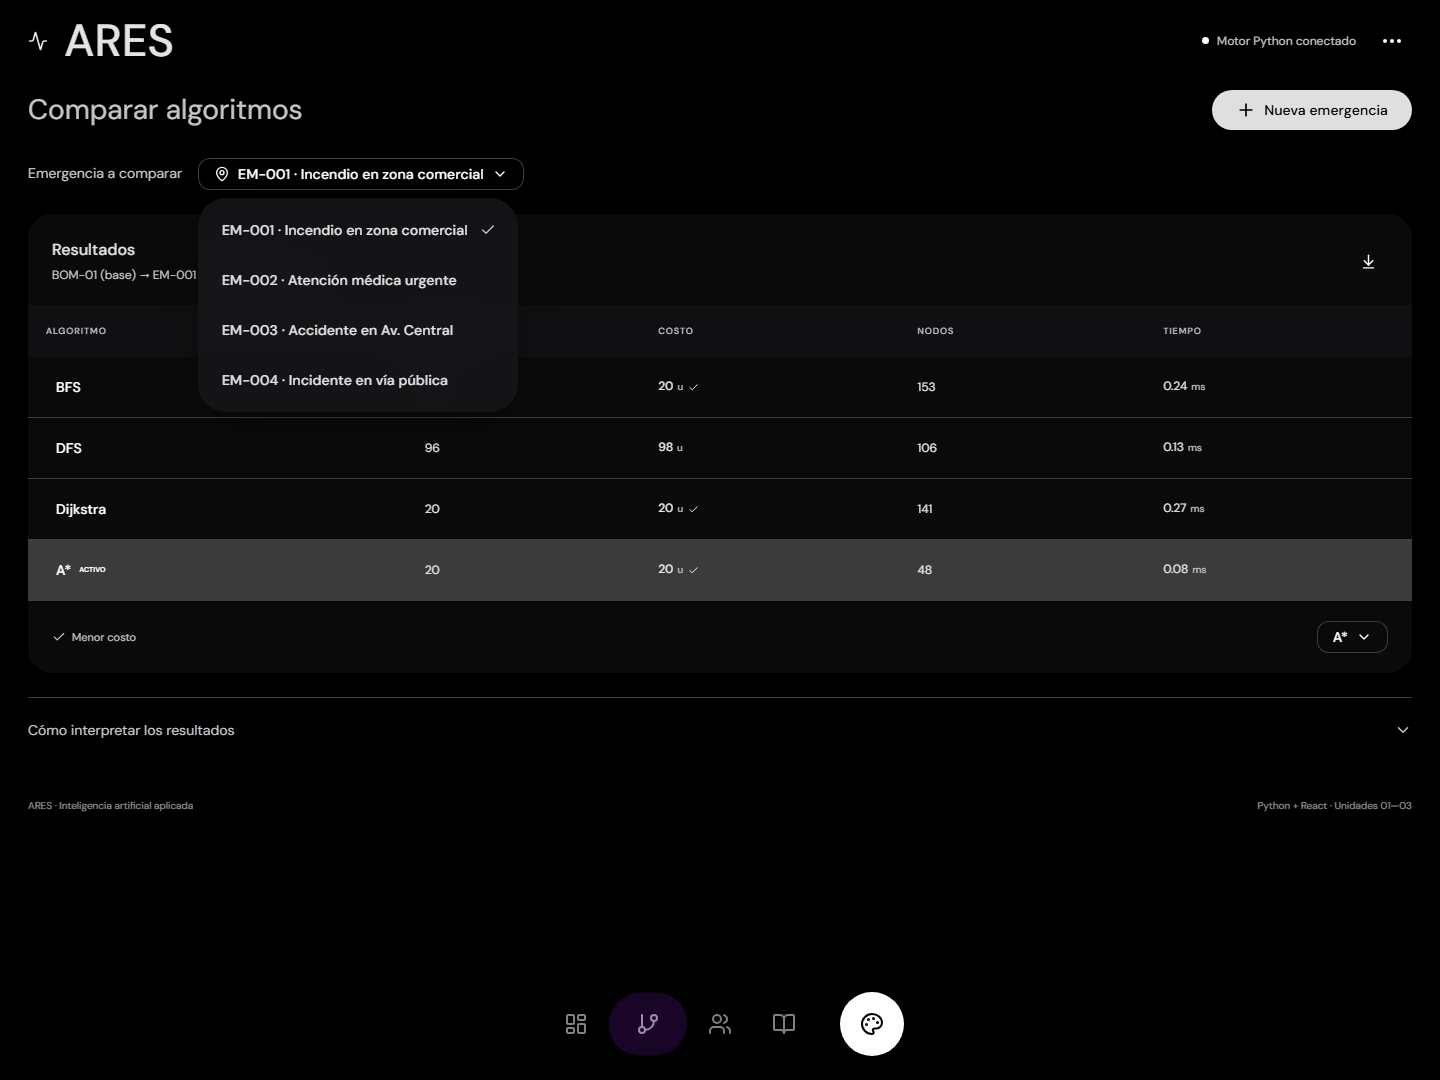 ARES
Motor Python conectado
Comparar algoritmos
Nueva emergencia
Emergencia a comparar
EM-001 · Incendio en zona comercial
EM-001 · Incendio en zona comercial
EM-002 · Atención médica urgente
EM-003 · Accidente en Av. Central
EM-004 · Incidente en vía pública
Resultados
BOM-01 (base) → EM-001
ALGORITMO COSTO NODOS TIEMPO
BFS 20 u 153 0.24 ms
DFS 96 98 u 106 0.13 ms
Dijkstra 20 20 u 141 0.27 ms
A* ACTIVO 20 20 u 48 0.08 ms
Menor costo
A*
Cómo interpretar los resultados
ARES · Inteligencia artificial aplicada
Python + React · Unidades 01—03